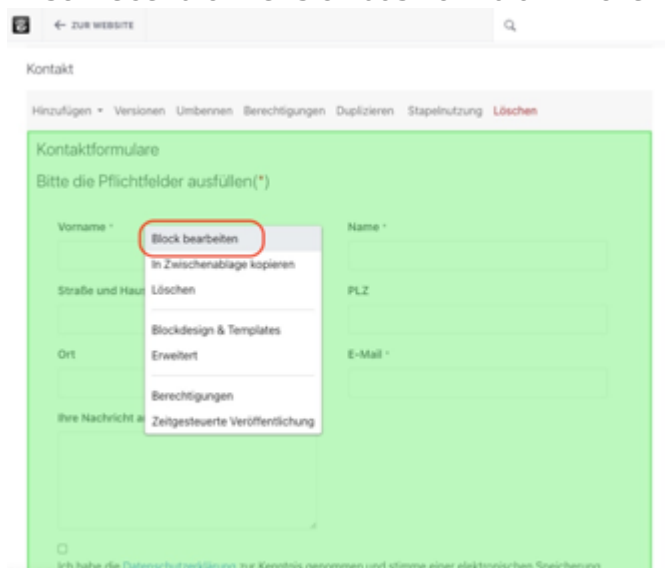 ← ZUR WEBSITE
Kontakt
Hinzufügen Versionen Umbennen Berechtigungen Duplizieren Stapelnutzung Löschen
Kontaktformulare
Bitte die Pflichtfelder ausfüllen(*)
Vorname * Name *
Block bearbeiten
In Zwischenablage kopieren
Straße und Haus Löschen PLZ
Blockdesign & Templates
Ort Erweitert E-Mail *
Berechtigungen
Ihre Nachricht a Zeitgesteuerte Veröffentlichung
Ich habe die Datenschutzerklärung zur Kenntnis genommen und stimme einer elektronischen Speicherung